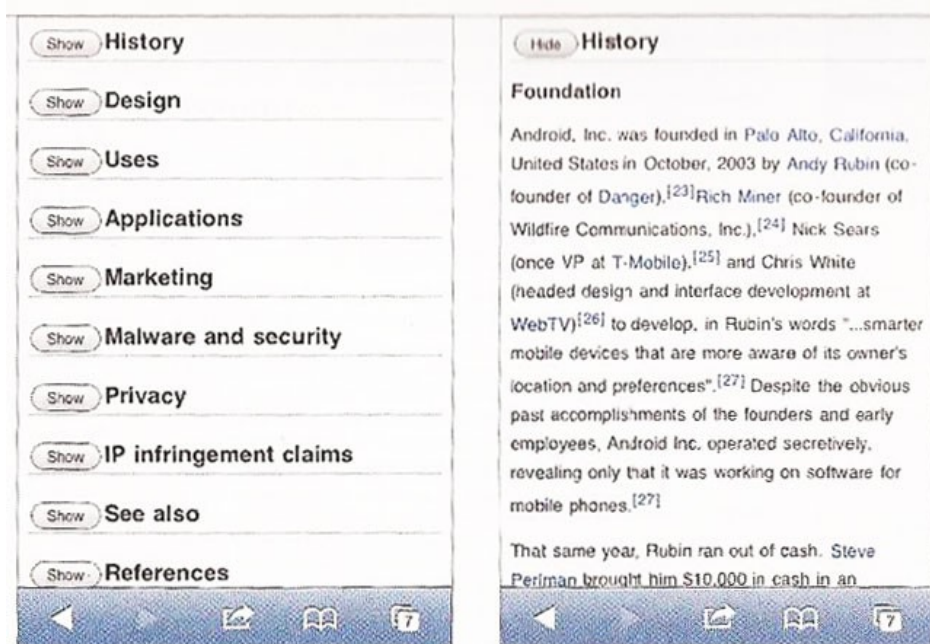 Show History
Show Design
Show Uses
Show Applications
Show Marketing
Show Malware and security
Show Privacy
Show IP infringement claims
Show See also
Show References
7
Hide History
Foundation
Android, Inc. was founded in Palo Alto, California,
United States in October, 2003 by Andy Rubin (co-
founder of Danger),[23]Rich Miner (co-founder of
Wildfire Communications, Inc.),[24] Nick Sears
(once VP at T-Mobile),[25] and Chris White
(headed design and interface development at
WebTV)[26] to develop, in Rubin's words "...smarter
mobile devices that are more aware of its owner's
location and preferences".[27] Despite the obvious
past accomplishments of the founders and early
employees, Android Inc. operated secretively,
revealing only that it was working on software for
mobile phones.[27]
That same year, Rubin ran out of cash. Steve
Perlman brought him $10,000 in cash in an
7